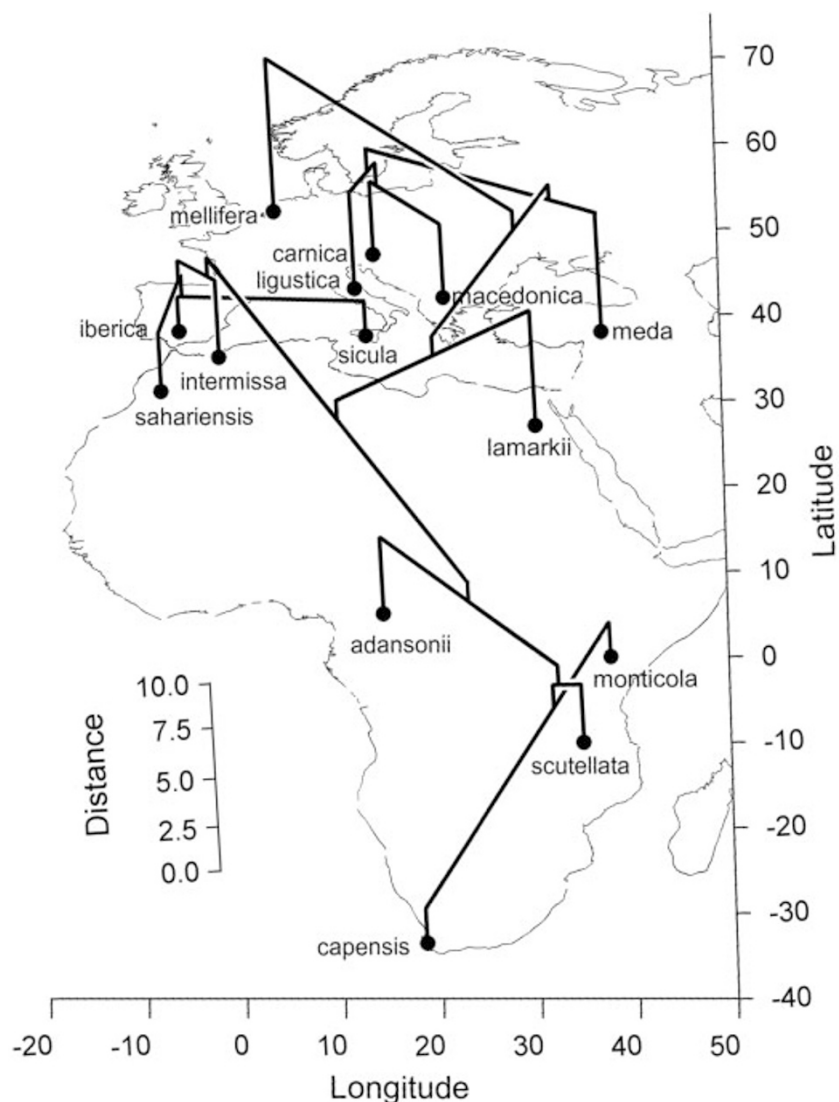 70
60
mellifera
50
carnica
ligustica
macedonica
40
iberica
sicula
meda
intermissa
sahariensis
30
lamarkii
Latitude
20
10
adansonii
0
monticola
10.0
7.5
5.0
2.5
0.0
Distance
-10
scutellata
-20
-30
capensis
-40
-20 -10 0 10 20 30 40 50
Longitude